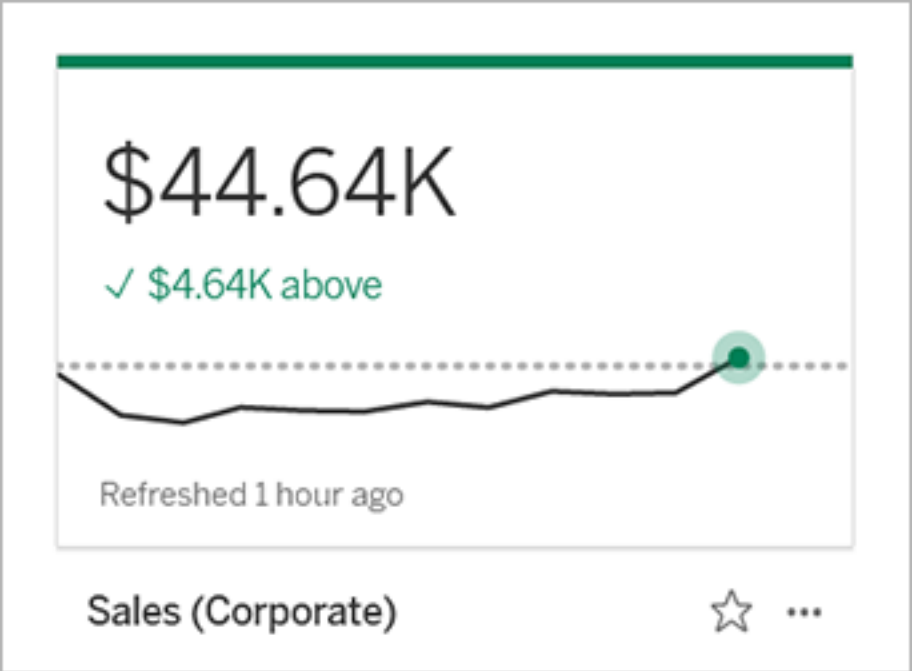 $44.64K
✓ $4.64K above
Refreshed 1 hour ago
Sales (Corporate)